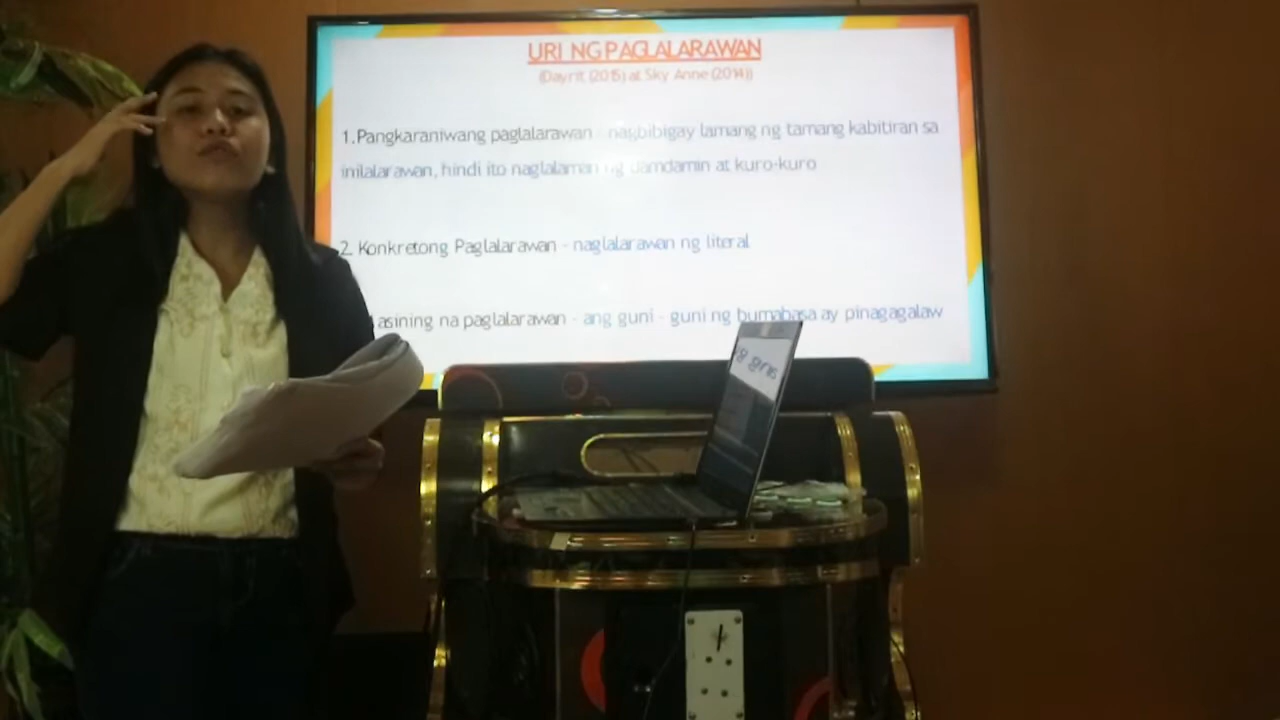 URI NG PAGLALARAWAN
(Dayrit (2015) at Sky Anne (2014))
1.Pangkaraniwang paglalarawan - nagbibigay lamang ng tamang kabitiran sa
inilalarawan, hindi ito naglalaman ng damdamin at kuro-kuro
2. Konkretong Paglalarawan - naglalarawan ng literal
asining na paglalarawan - ang guni - guni ng bumabasa ay pinagagalaw